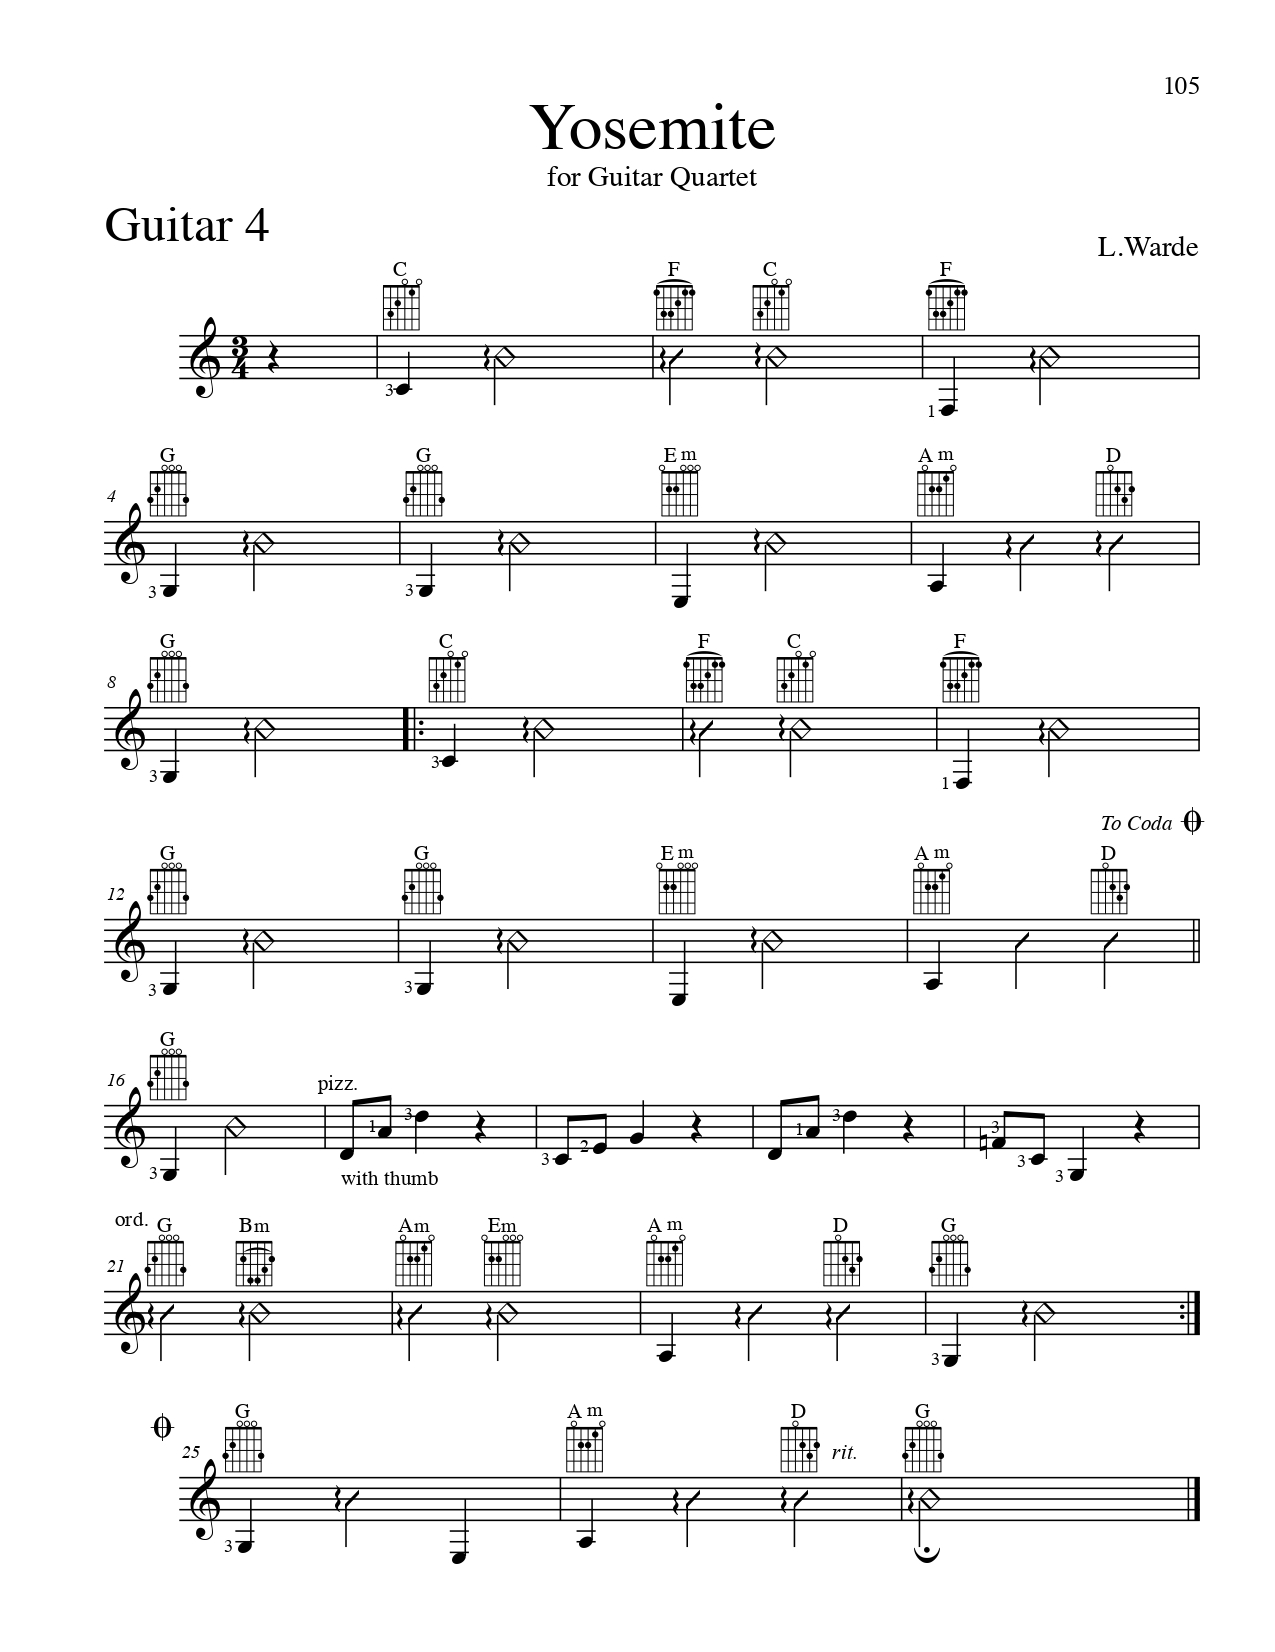 105
Yosemite
for Guitar Quartet
Guitar 4
L.Warde
C F C F
3 4
3 1
G G Em Am D
4
3 3
G C F C F
8
3 3 1
To Coda
G G Em Am D
12
3 3
G
16
pizz.
1 3 1 3 3
3 3 2 3 3
with thumb
ord. G Bm Am Em Am D G
21
3
G Am D G
25
rit.
3